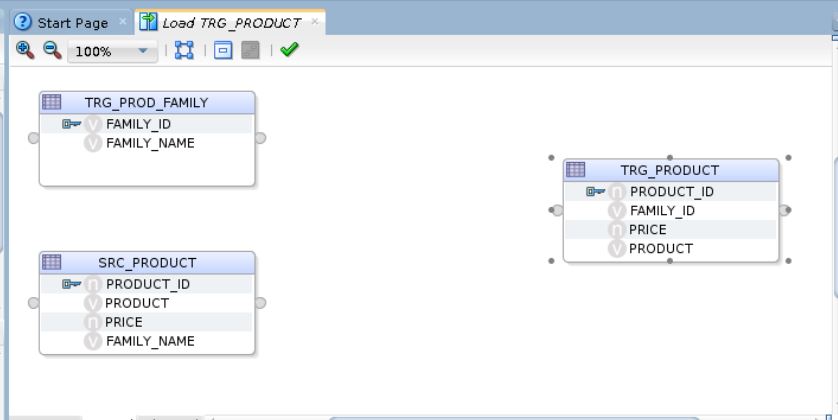 Start Page
Load TRG_PRODUCT
100%
TRG_PROD_FAMILY
V FAMILY_ID
V FAMILY_NAME
SRC_PRODUCT
n PRODUCT_ID
V PRODUCT
n PRICE
V FAMILY_NAME
TRG_PRODUCT
n PRODUCT_ID
V FAMILY_ID
n PRICE
V PRODUCT